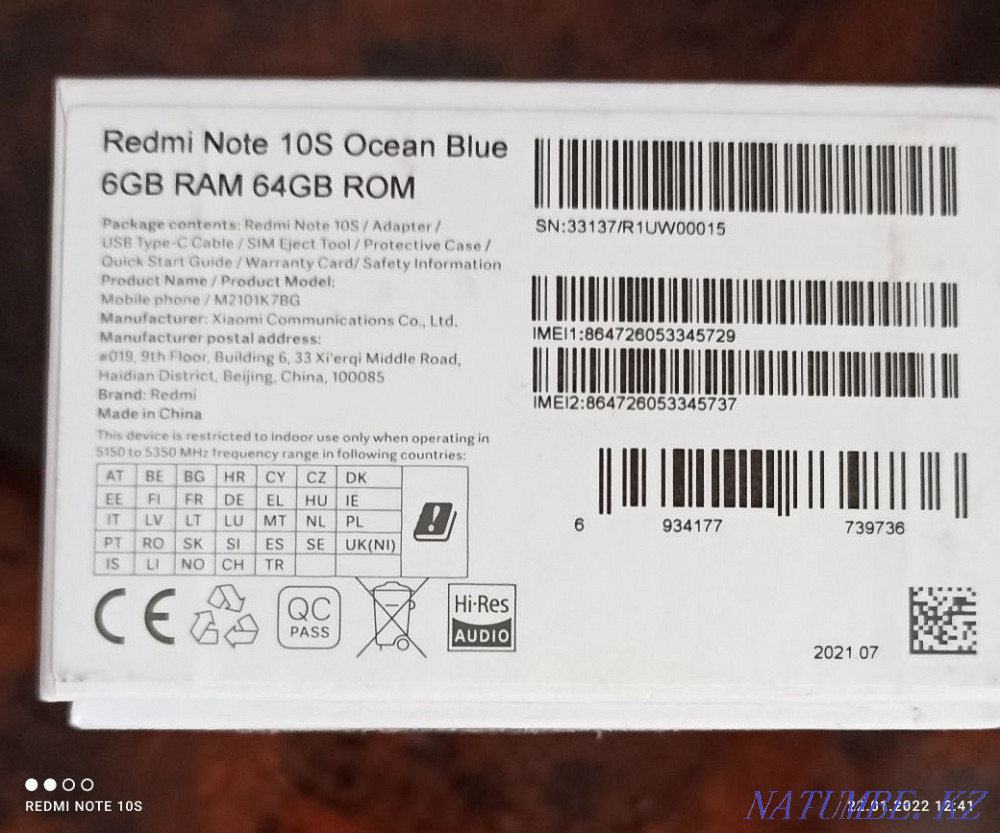 Redmi Note 10S Ocean Blue
6GB RAM 64GB ROM
Package contents: Redmi Note 10S / Adapter /
USB Type-C Cable / SIM Eject Tool / Protective Case /
Quick Start Guide / Warranty Card/ Safety Information
Product Name / Product Model:
Mobile phone / M2101K7BG
Manufacturer: Xiaomi Communications Co., Ltd.
Manufacturer postal address:
#019, 9th Floor, Building 6, 33 Xi'erqi Middle Road,
Haidian District, Beijing, China, 100085
Brand: Redmi
Made in China
This device is restricted to indoor use only when operating in
5150 to 5350 MHz frequency range in following countries:
AT BE BG HR CY CZ DK
EE FI FR DE EL HU IE
IT LV LT LU MT NL PL
PT RO SK SI ES SE UK(NI)
IS LI NO CH TR
CE
QC
PASS
Hi-Res
AUDIO
SN:33137/R1UW00015
IMEI1:864726053345729
IMEI2:864726053345737
6 934177 739736
2021.07
REDMI NOTE 10S
22.01.2022 12:41
NATUMBE.KZ